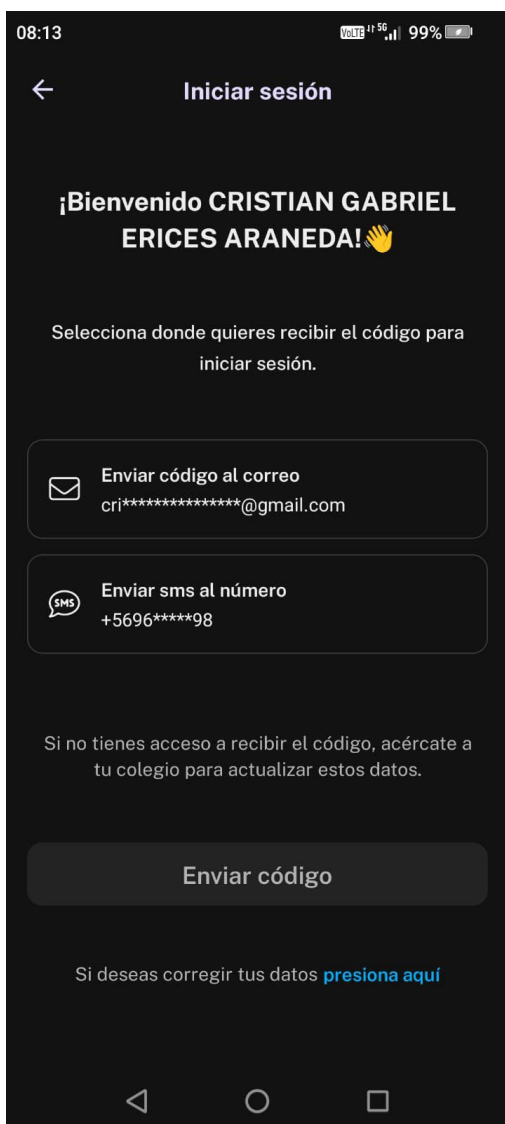 08:13
VoLTE 5G 99%
Iniciar sesión
¡Bienvenido CRISTIAN GABRIEL
ERICES ARANEDA!👋
Selecciona donde quieres recibir el código para
iniciar sesión.
Enviar código al correo
cri***************@gmail.com
SMS
Enviar sms al número
+5696*****98
Si no tienes acceso a recibir el código, acércate a
tu colegio para actualizar estos datos.
Enviar código
Si deseas corregir tus datos presiona aquí